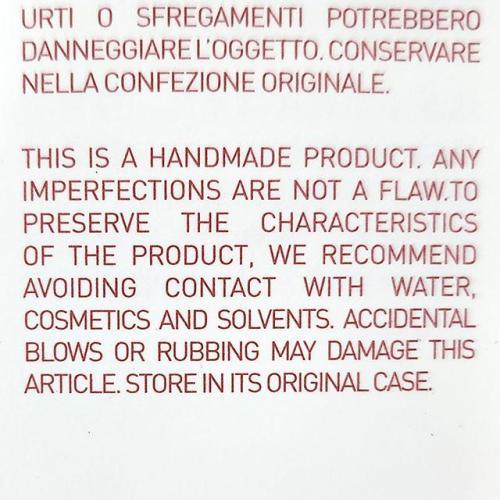 URTI O SFREGAMENTI POTREBBERO
DANNEGGIARE L'OGGETTO. CONSERVARE
NELLA CONFEZIONE ORIGINALE.
THIS IS A HANDMADE PRODUCT. ANY
IMPERFECTIONS ARE NOT A FLAW.TO
PRESERVE THE CHARACTERISTICS
OF THE PRODUCT, WE RECOMMEND
AVOIDING CONTACT WITH WATER,
COSMETICS AND SOLVENTS. ACCIDENTAL
BLOWS OR RUBBING MAY DAMAGE THIS
ARTICLE. STORE IN ITS ORIGINAL CASE.